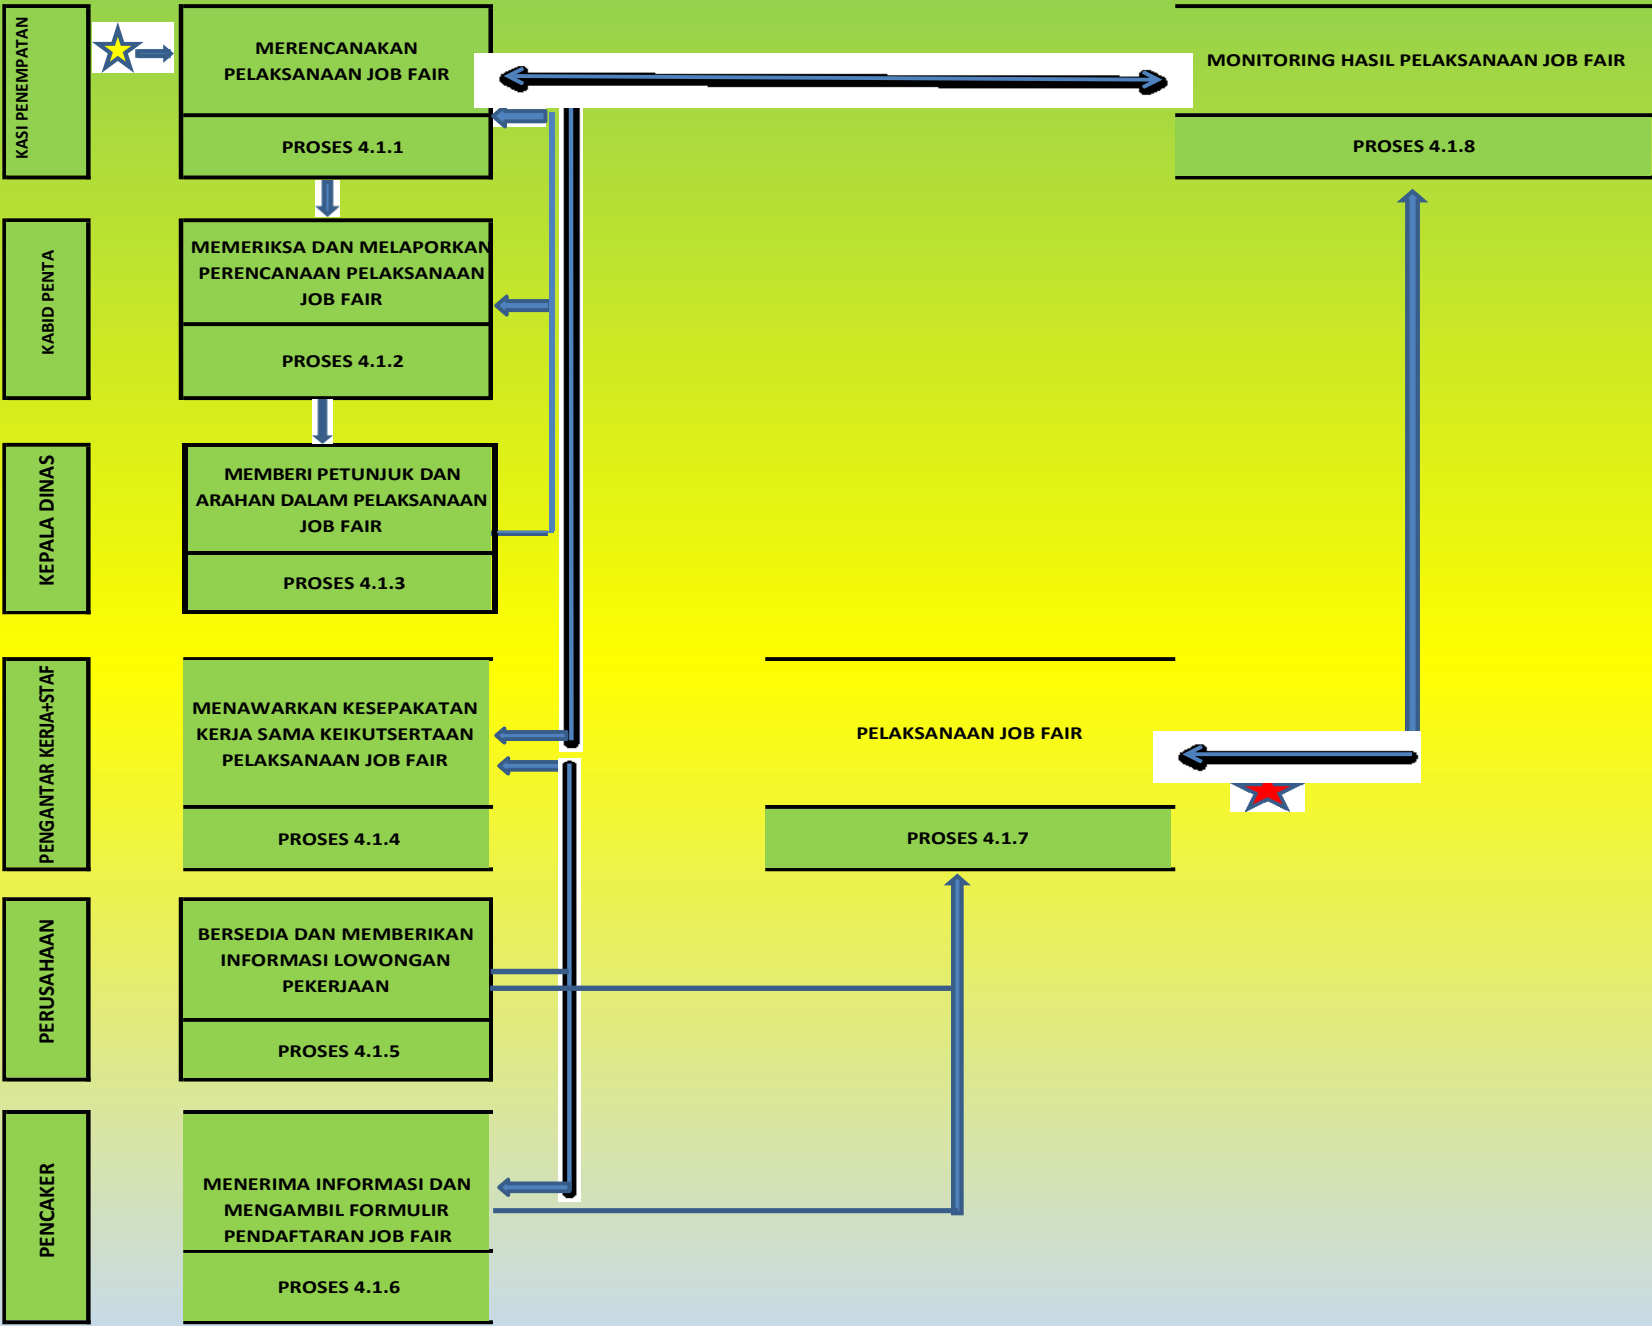 KASI PENEMPATAN
MERENCANAKAN
PELAKSANAAN JOB FAIR
PROSES 4.1.1
MONITORING HASIL PELAKSANAAN JOB FAIR
PROSES 4.1.8
KABID PENTA
MEMERIKSA DAN MELAPORKAN
PERENCANAAN PELAKSANAAN
JOB FAIR
PROSES 4.1.2
KEPALA DINAS
MEMBERI PETUNJUK DAN
ARAHAN DALAM PELAKSANAAN
JOB FAIR
PROSES 4.1.3
PENGANTAR KERJA+STAF
MENAWARKAN KESEPAKATAN
KERJA SAMA KEIKUTSERTAAN
PELAKSANAAN JOB FAIR
PROSES 4.1.4
PELAKSANAAN JOB FAIR
PROSES 4.1.7
PERUSAHAAN
BERSEDIA DAN MEMBERIKAN
INFORMASI LOWONGAN
PEKERJAAN
PROSES 4.1.5
PENCAKER
MENERIMA INFORMASI DAN
MENGAMBIL FORMULIR
PENDAFTARAN JOB FAIR
PROSES 4.1.6